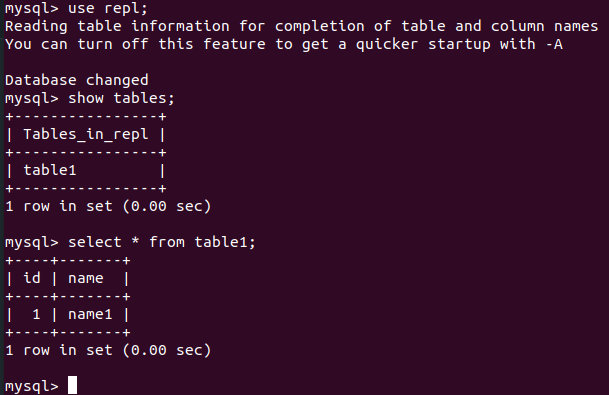 mysql> use repl;
Reading table information for completion of table and column names
You can turn off this feature to get a quicker startup with -A

Database changed
mysql> show tables;
+----------------+
| Tables_in_repl |
+----------------+
| table1         |
+----------------+
1 row in set (0.00 sec)

mysql> select * from table1;
+----+-------+
| id | name  |
+----+-------+
|  1 | name1 |
+----+-------+
1 row in set (0.00 sec)

mysql>